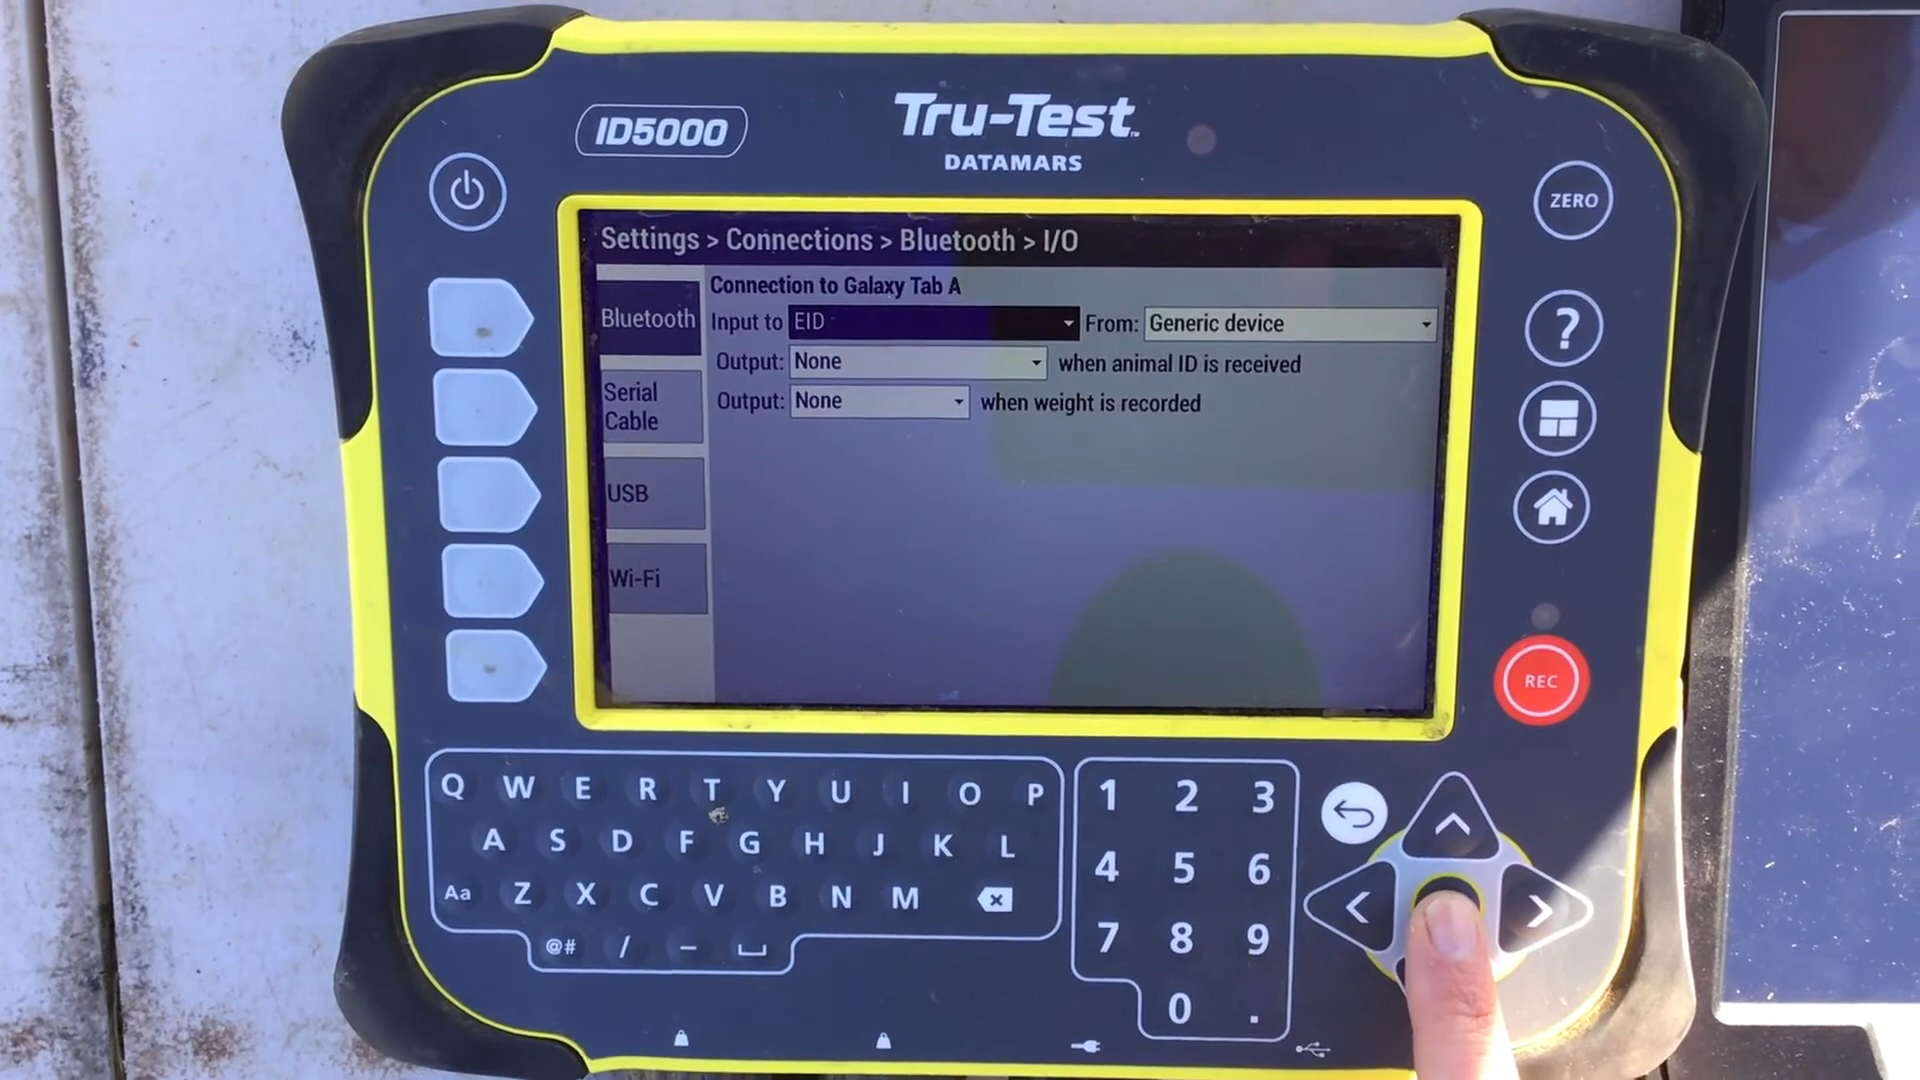 ID5000
Tru-Test™
DATAMARS
ZERO
Settings > Connections > Bluetooth > I/O
Bluetooth
Connection to Galaxy Tab A
Input to EID From: Generic device
Output: None when animal ID is received
Output: None when weight is recorded
Serial
Cable
USB
Wi-Fi
?
REC
Q W E R T Y U I O P
A S D F G H J K L
Aa Z X C V B N M
@# / –
1 2 3
4 5 6
7 8 9
0 .